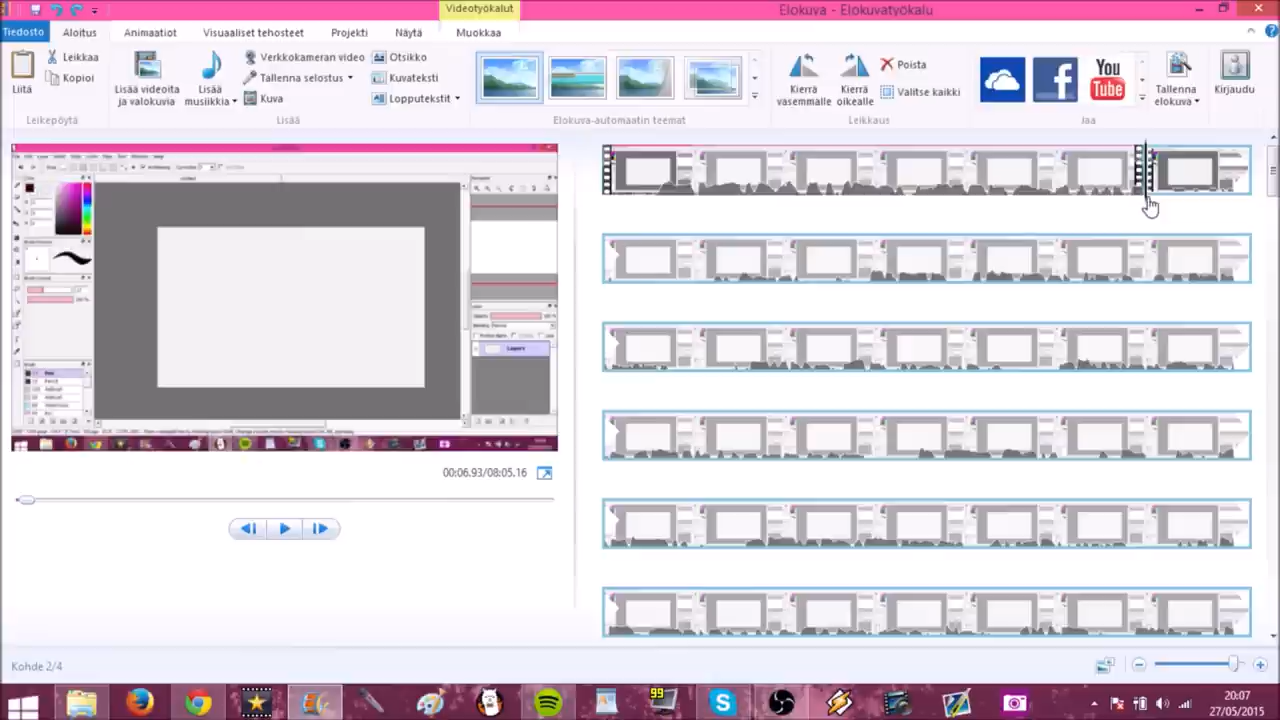 Videotyökalut
Elokuva - Elokuvatyökalu
Tiedosto
Aloitus
Animaatiot
Visuaaliset tehosteet
Projekti
Näytä
Muokkaa
Liitä
Leikkaa
Kopioi
Leikepöytä
Lisää videoita
ja valokuvia
Lisää
musiikkia
Verkkokameran video
Tallenna selostus
Kuva
Otsikko
Kuvateksti
Lopputekstit
Lisää
Elokuva-automaatin teemat
Kierrä
vasemmalle
Kierrä
oikealle
Poista
Valitse kaikki
Leikkaus
You
Tube
Jaa
Tallenna
elokuva
Kirjaudu
00:06.93/08:05.16
Kohde 2/4
99
20:07
27/05/2015